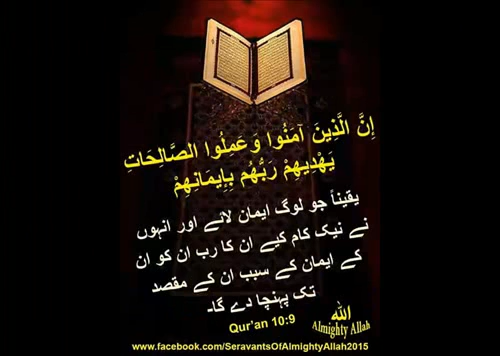 إِنَّ الَّذِينَ آمَنُوا وَعَمِلُوا الصَّالِحَاتِ
يَهْدِيهِمْ رَبُّهُم بِإِيمَانِهِمْ
یقیناً جو لوگ ایمان لائے اور انہوں
نے نیک کام کیے ان کا رب ان کو ان
کے ایمان کے سبب ان کے مقصد
تک پہنچا دے گا۔
Qur'an 10:9
الله
Almighty Allah
www.facebook.com/SeravantsOfAlmightyAllah2015